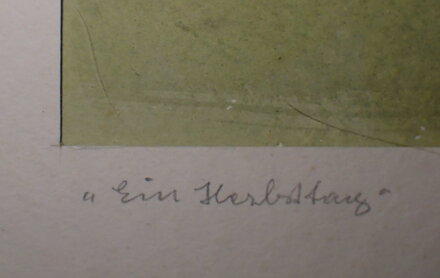 „Ein Herbsttag“